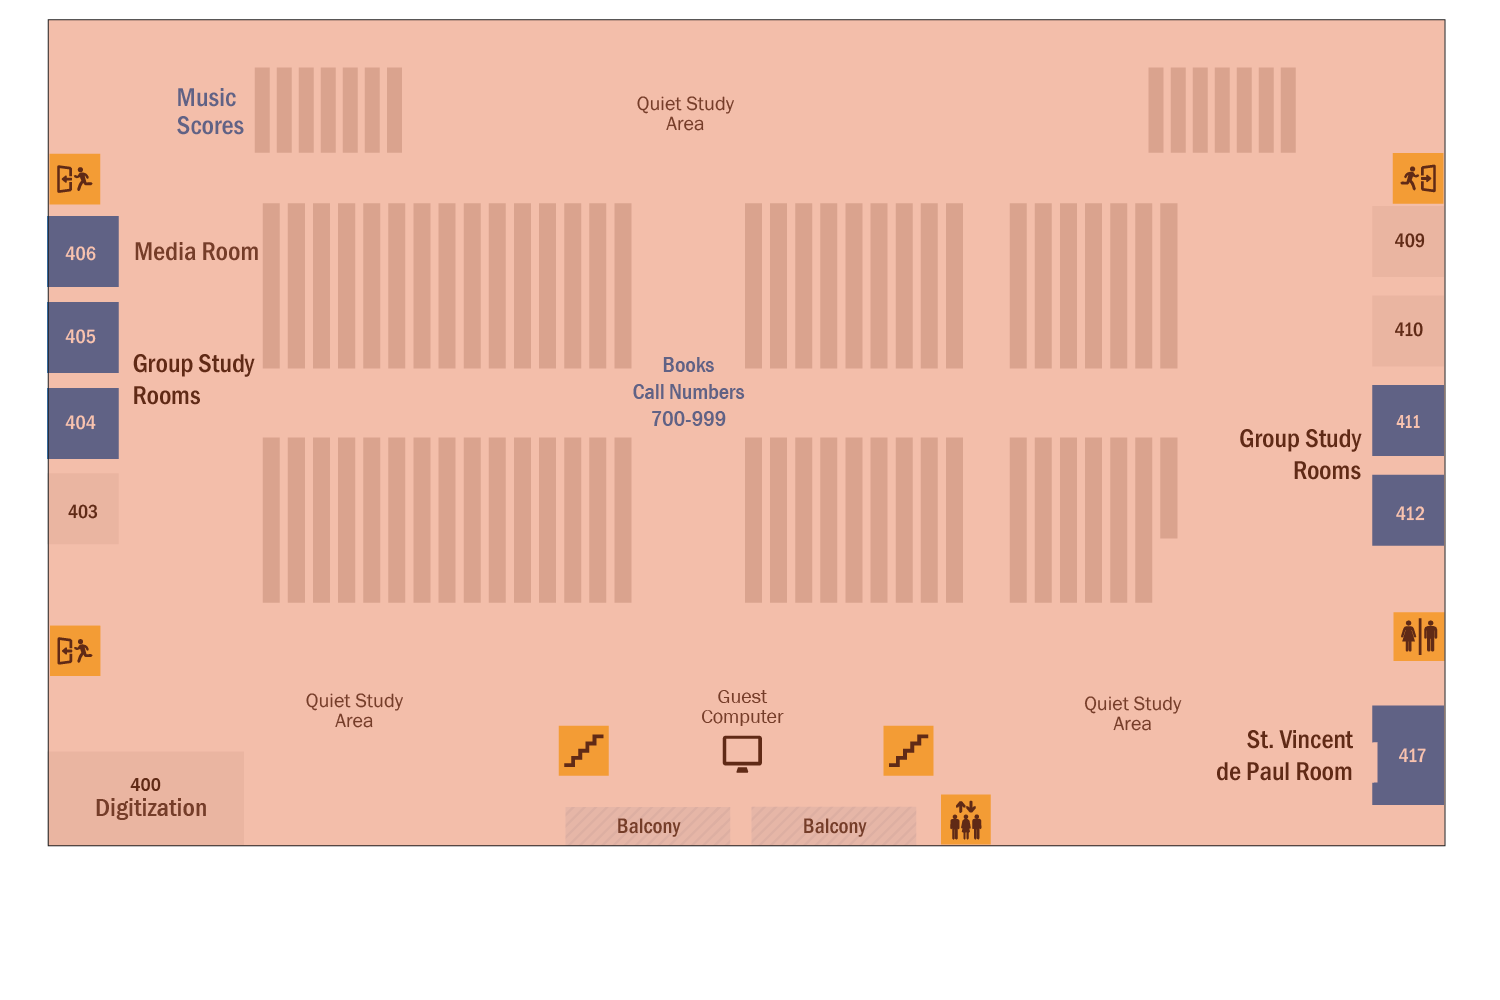 Music
Scores
Quiet Study
Area
406
Media Room
409
405
410
Group Study
Rooms
Books
Call Numbers
700-999
404
411
Group Study
Rooms
403
412
Quiet Study
Area
Guest
Computer
Quiet Study
Area
St. Vincent
de Paul Room
417
400
Digitization
Balcony
Balcony